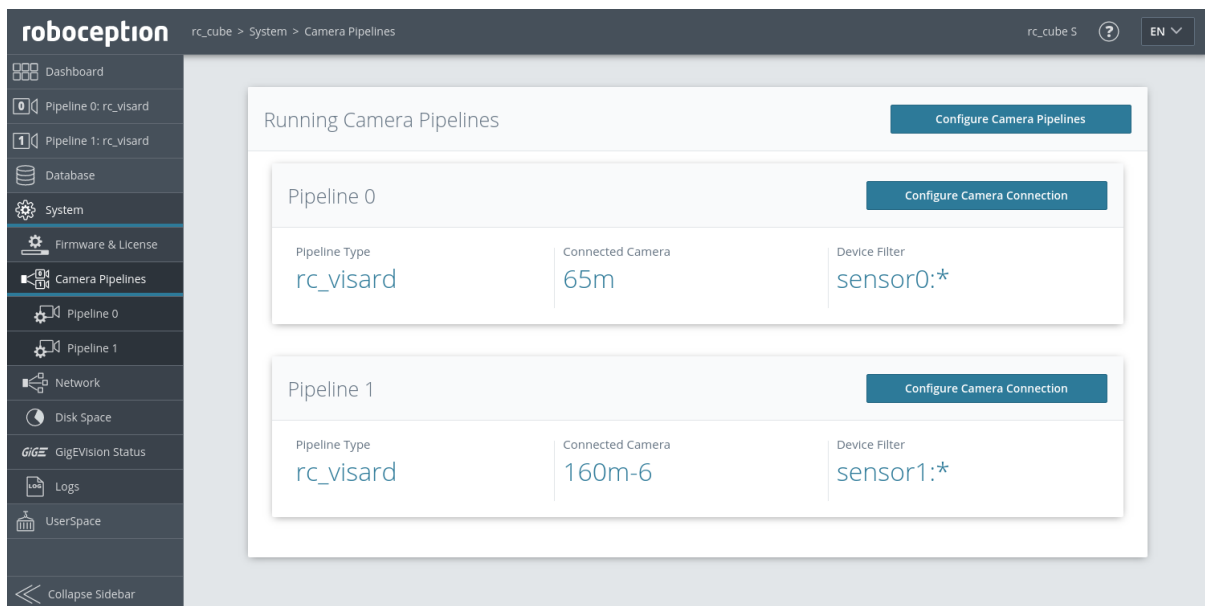 roboception
rc_cube > System > Camera Pipelines
rc_cube S
?
EN
Dashboard
0 Pipeline 0: rc_visard
1 Pipeline 1: rc_visard
Database
System
Firmware & License
0
1
Camera Pipelines
Pipeline 0
Pipeline 1
Network
Disk Space
GiGE GigEVision Status
LOG Logs
UserSpace
Collapse Sidebar
Running Camera Pipelines
Configure Camera Pipelines
Pipeline 0
Configure Camera Connection
Pipeline Type
rc_visard
Connected Camera
65m
Device Filter
sensor0:*
Pipeline 1
Configure Camera Connection
Pipeline Type
rc_visard
Connected Camera
160m-6
Device Filter
sensor1:*